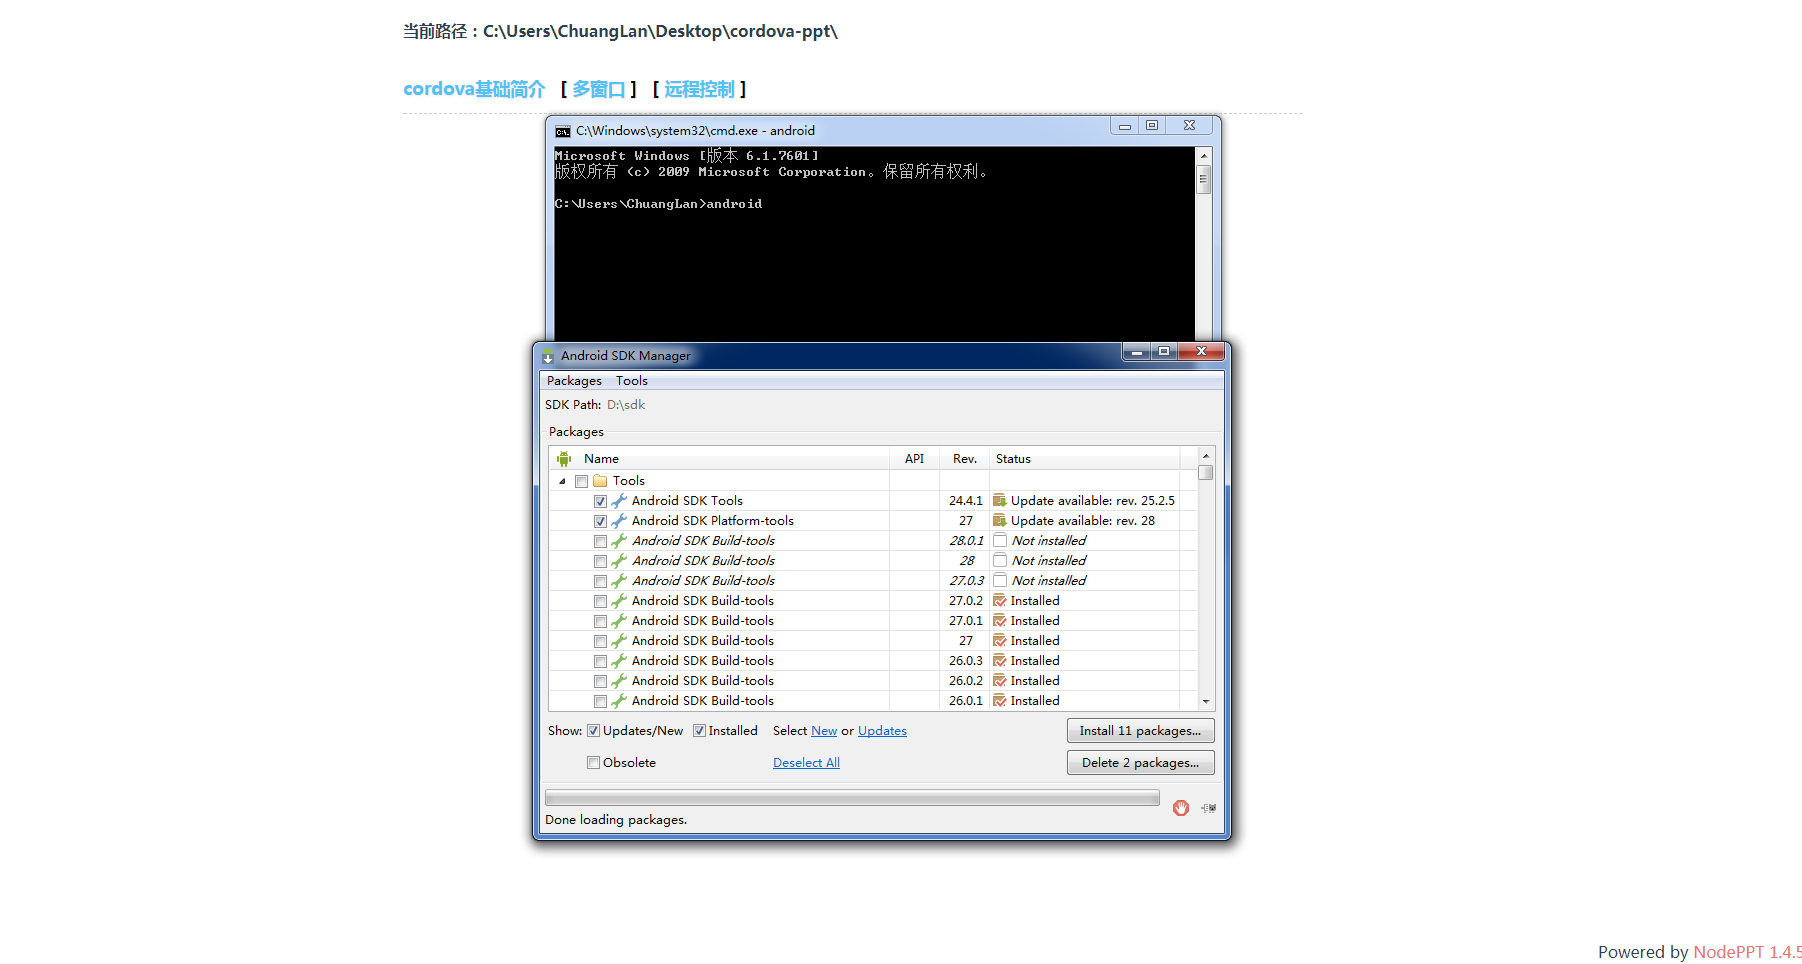 当前路径：C:\Users\ChuangLan\Desktop\cordova-ppt\
cordova基础简介 [ 多窗口 ] [ 远程控制 ]
C:\Windows\system32\cmd.exe - android
Microsoft Windows [版本 6.1.7601]
版权所有 (c) 2009 Microsoft Corporation。保留所有权利。
C:\Users\ChuangLan>android
Android SDK Manager
Packages Tools
SDK Path: D:\sdk
Packages
Name API Rev. Status
Tools
Android SDK Tools 24.4.1 Update available: rev. 25.2.5
Android SDK Platform-tools 27 Update available: rev. 28
Android SDK Build-tools 28.0.1 Not installed
Android SDK Build-tools 28 Not installed
Android SDK Build-tools 27.0.3 Not installed
Android SDK Build-tools 27.0.2 Installed
Android SDK Build-tools 27.0.1 Installed
Android SDK Build-tools 27 Installed
Android SDK Build-tools 26.0.3 Installed
Android SDK Build-tools 26.0.2 Installed
Android SDK Build-tools 26.0.1 Installed
Show: Updates/New Installed Select New or Updates Install 11 packages...
Obsolete Deselect All Delete 2 packages...
Done loading packages.
Powered by NodePPT 1.4.5